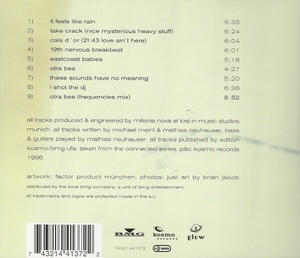 1) it feels like rain 6:35
2) take crack (nice mysterious heavy stuff) 6:24
3) cala d´or (21:43 love ain't here) 6:04
4) 19th nervous breakbeat 6:01
5) eastcoast babies 5:18
6) otra bes 4:27
7) these sounds have no meaning 5:20
8) i shot the dj 6:36
9) otra bes (frequencies mix) 8:52
all tracks produced & engineered by millenia nova at losji in music studios
munich. all tracks written by michael meinl & mathias neuhauser, bass
& guitars played by mathias neuhauser. all tracks published by edition
kosmo/bmg ufa. taken from the connected series. p&c kosmo records
1996
artwork: factor product münchen, photos: just art by brian jakob
distributed by the local bmg company, a unit of bmg entertainment.
all trademarks and logos are protected. made in the e.c.
BMG
kosmo
records
glow
7 43214 41372 2
74321 441372